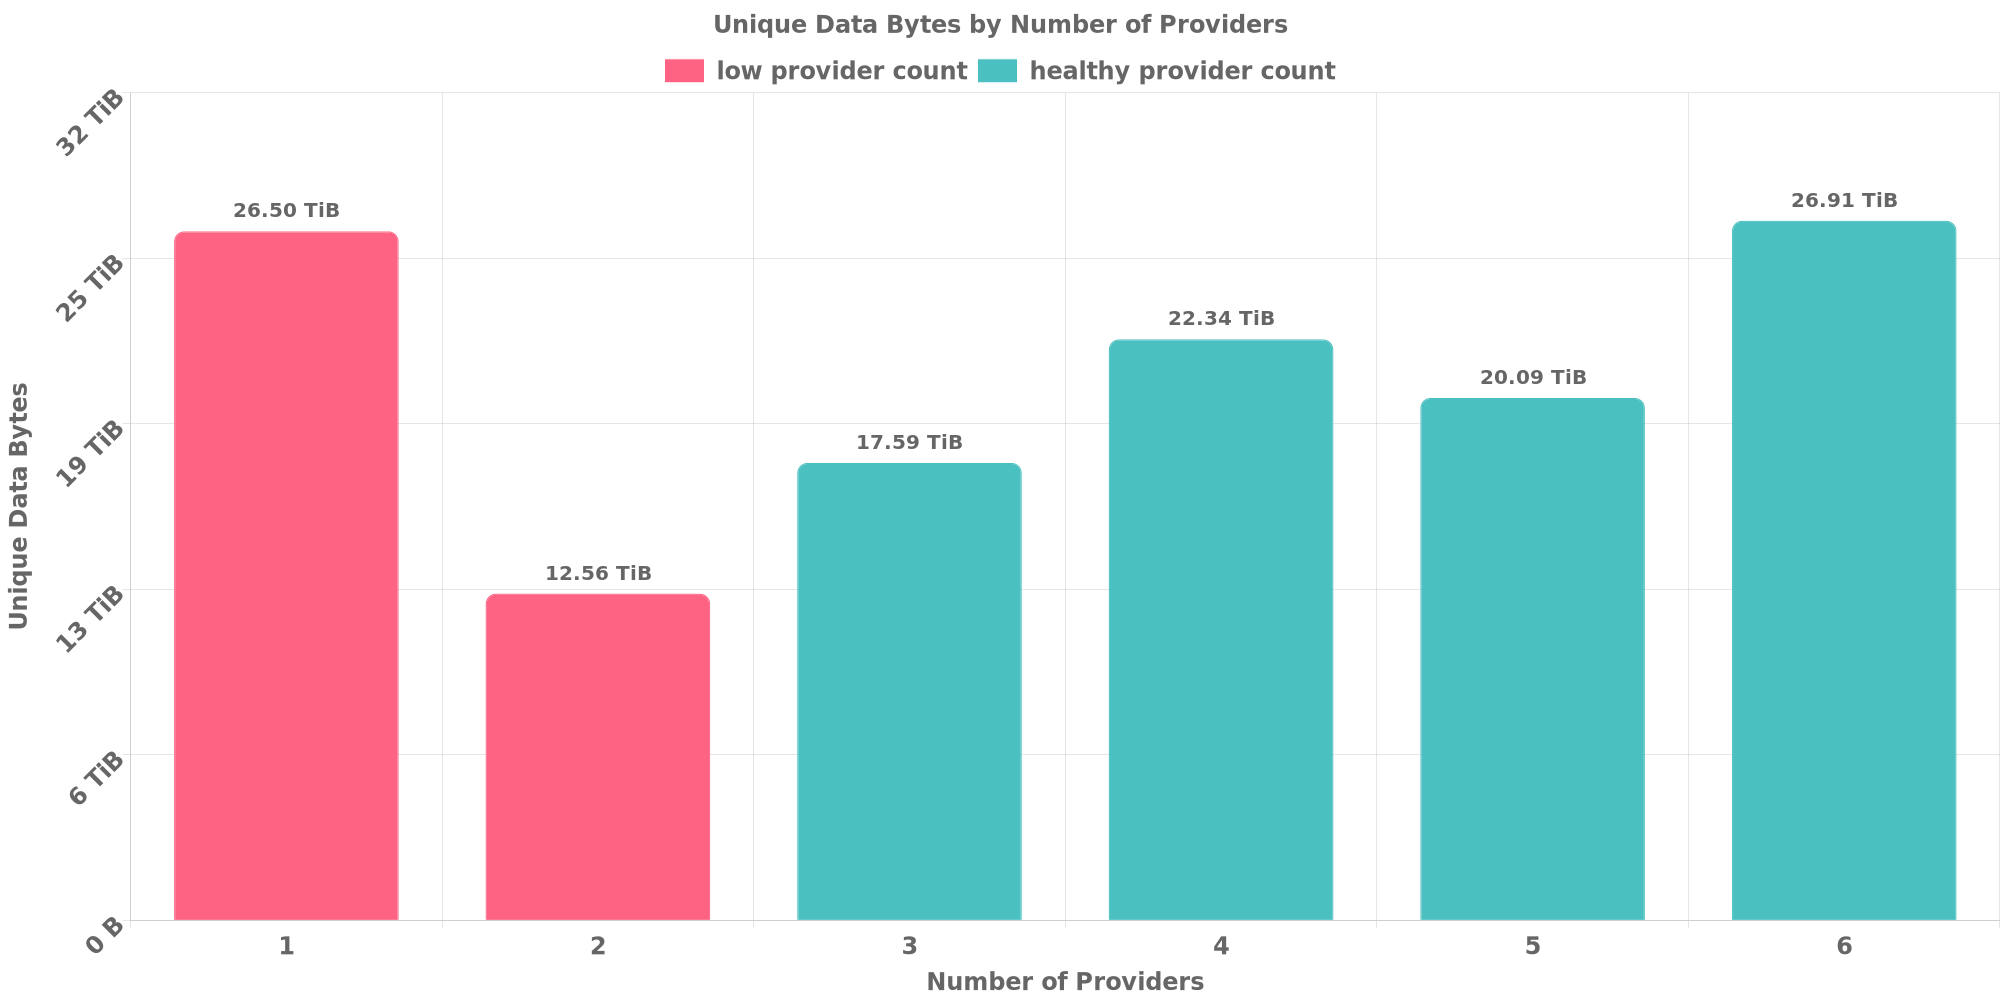 Unique Data Bytes by Number of Providers
low provider count healthy provider count
32 TiB
25 TiB
19 TiB
13 TiB
6 TiB
0 B
Unique Data Bytes
26.50 TiB
12.56 TiB
17.59 TiB
22.34 TiB
20.09 TiB
26.91 TiB
1 2 3 4 5 6
Number of Providers